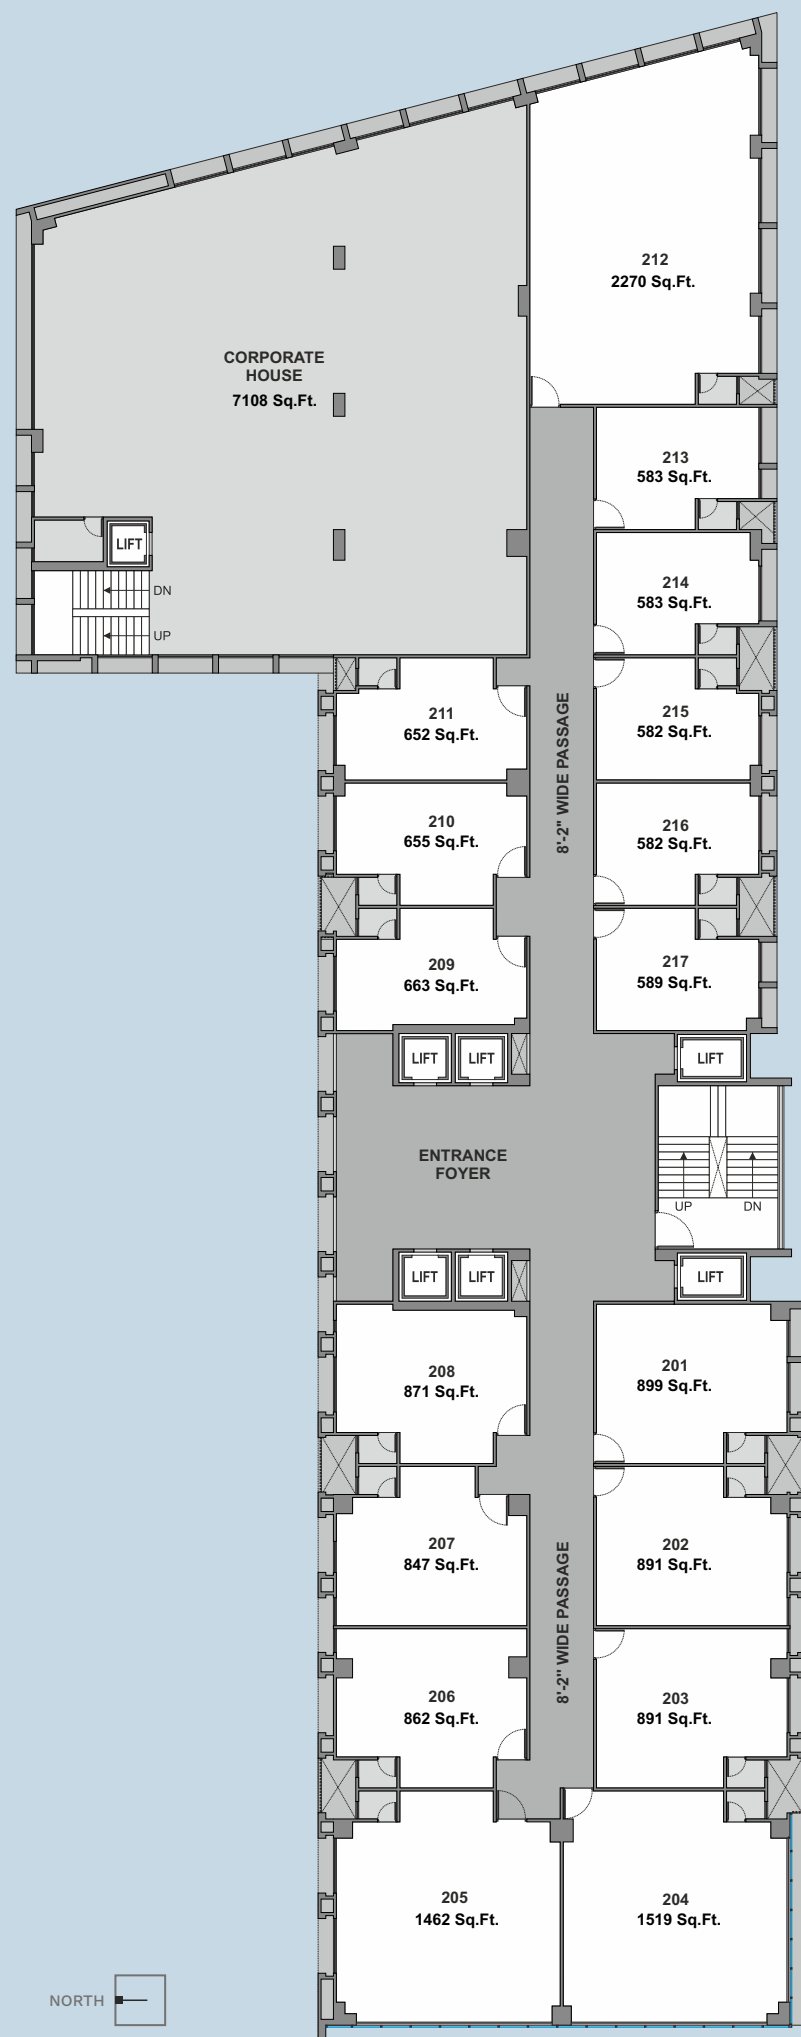 212
2270 Sq.Ft.
CORPORATE
HOUSE
7108 Sq.Ft.
213
583 Sq.Ft.
LIFT
DN
UP
214
583 Sq.Ft.
211
652 Sq.Ft.
215
582 Sq.Ft.
8'-2" WIDE PASSAGE
210
655 Sq.Ft.
216
582 Sq.Ft.
209
663 Sq.Ft.
217
589 Sq.Ft.
LIFT
LIFT
LIFT
ENTRANCE
FOYER
UP
DN
LIFT
LIFT
LIFT
208
871 Sq.Ft.
201
899 Sq.Ft.
207
847 Sq.Ft.
202
891 Sq.Ft.
8'-2" WIDE PASSAGE
206
862 Sq.Ft.
203
891 Sq.Ft.
205
1462 Sq.Ft.
204
1519 Sq.Ft.
NORTH